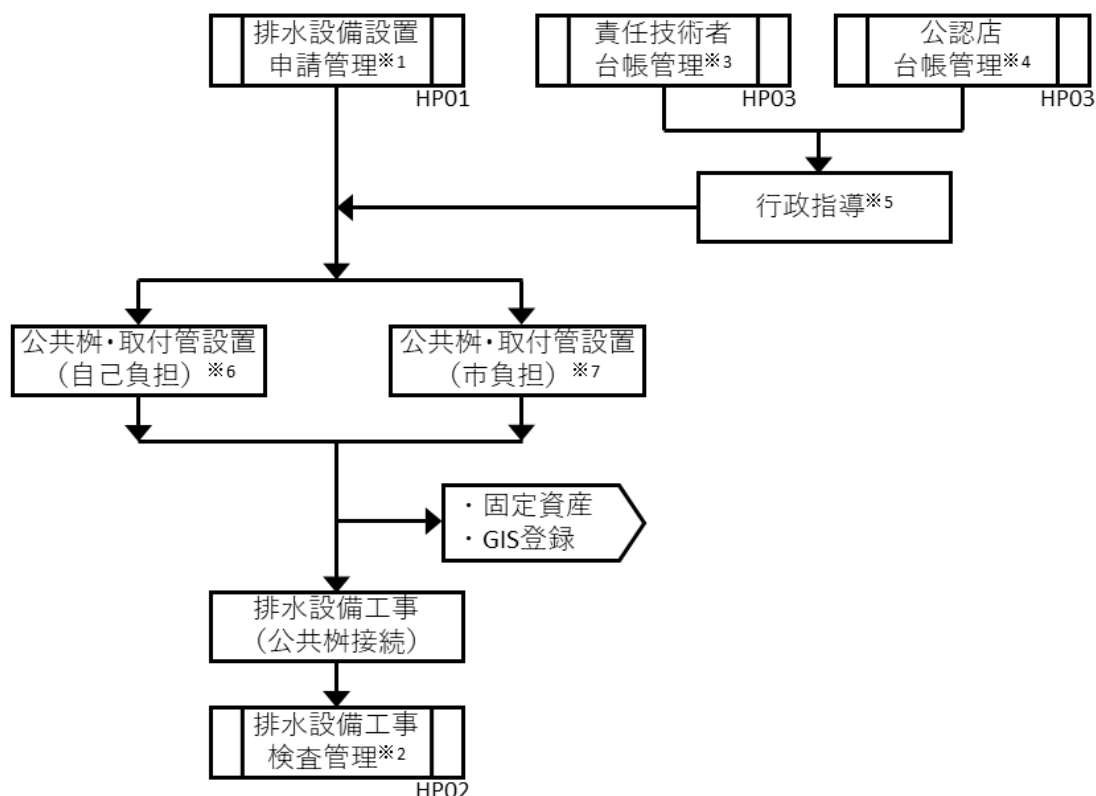 排水設備設置
申請管理※1
HP01
責任技術者
台帳管理※3
HP03
公認店
台帳管理※4
HP03
行政指導※5
公共桝・取付管設置
（自己負担）※6
公共桝・取付管設置
（市負担）※7
・固定資産
・GIS登録
排水設備工事
（公共桝接続）
排水設備工事
検査管理※2
HP02